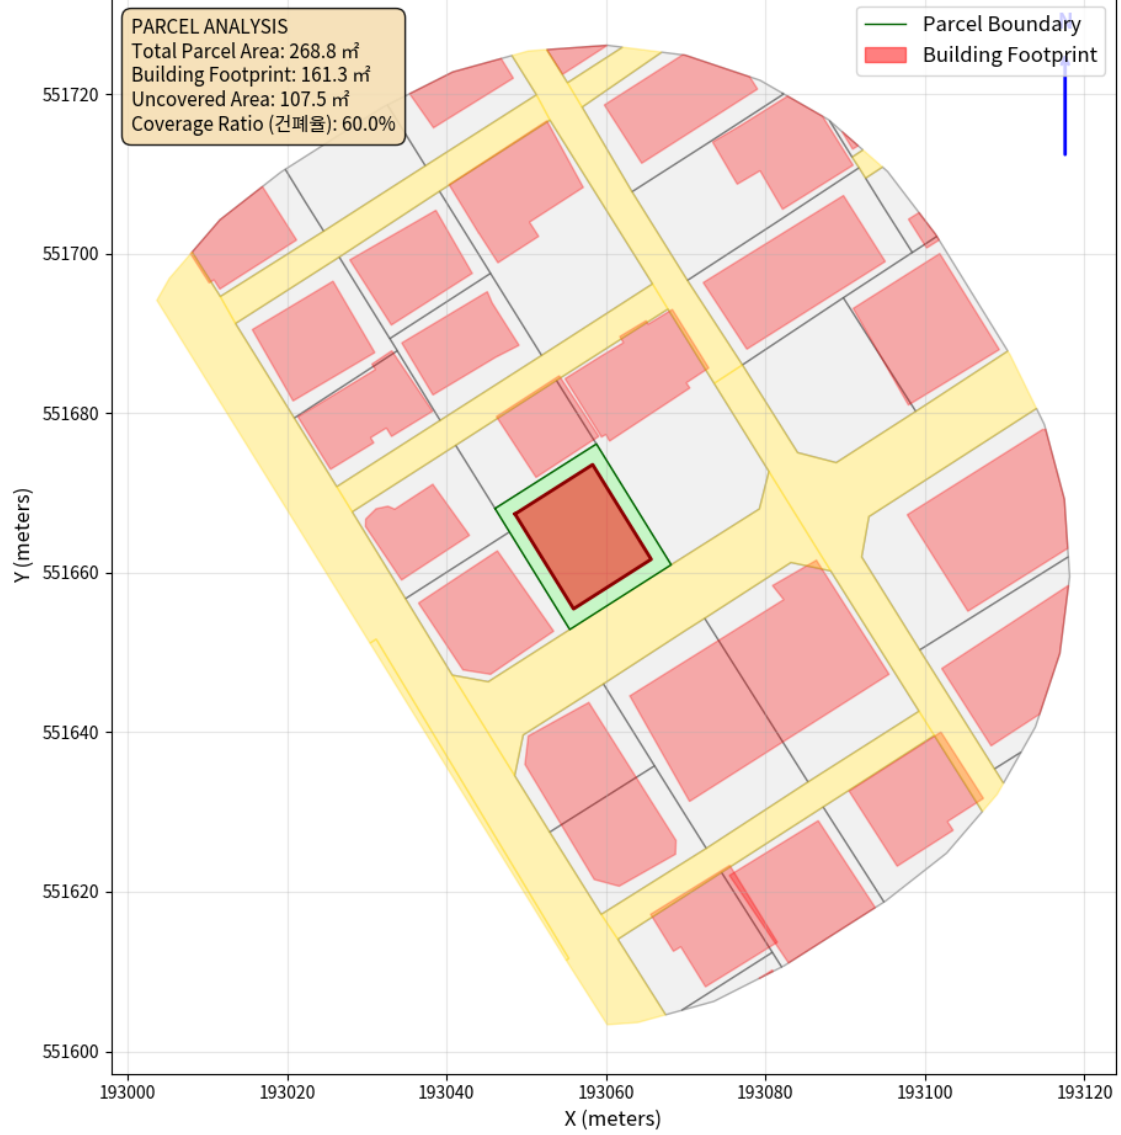 PARCEL ANALYSIS
Total Parcel Area: 268.8 ㎡
Building Footprint: 161.3 ㎡
Uncovered Area: 107.5 ㎡
Coverage Ratio (건폐율): 60.0%
Parcel Boundary
Building Footprint
N
551720
551700
551680
551660
551640
551620
551600
Y (meters)
193000
193020
193040
193060
193080
193100
193120
X (meters)